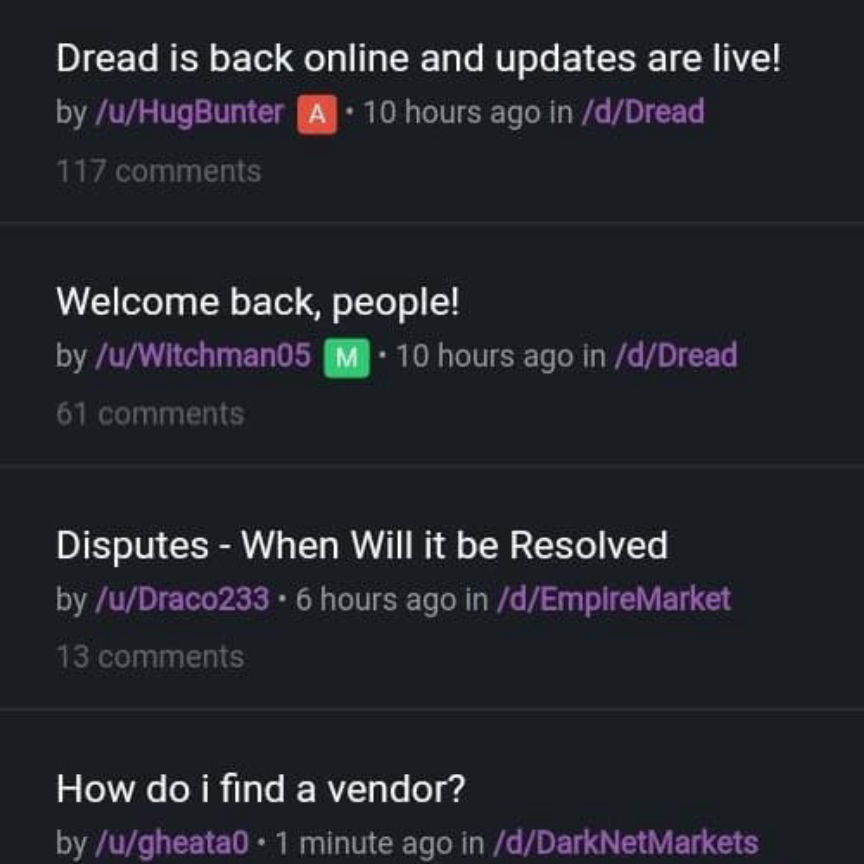 Dread is back online and updates are live!
by /u/HugBunter A • 10 hours ago in /d/Dread
117 comments
Welcome back, people!
by /u/Witchman05 M • 10 hours ago in /d/Dread
61 comments
Disputes - When Will it be Resolved
by /u/Draco233 • 6 hours ago in /d/EmpireMarket
13 comments
How do i find a vendor?
by /u/gheata0 • 1 minute ago in /d/DarkNetMarkets